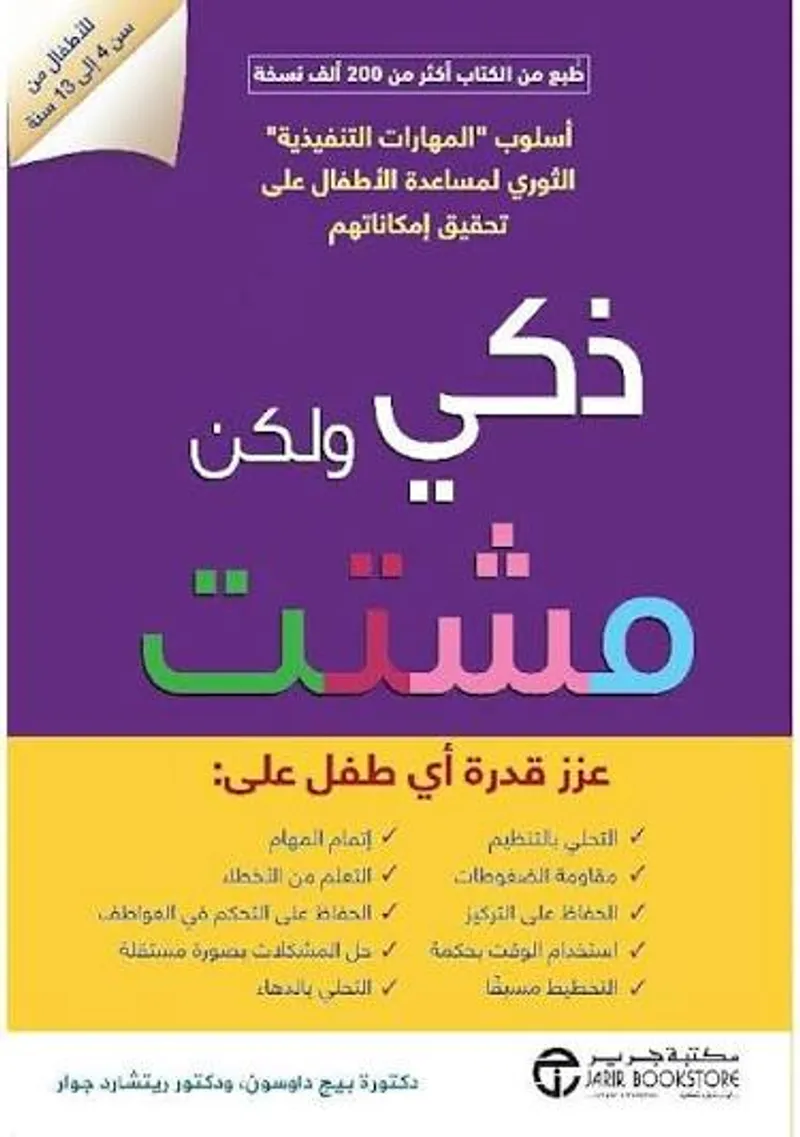 للأطفال من
سن 4 إلى 13 سنة
طُبع من الكتاب أكثر من 200 ألف نسخة
أسلوب "المهارات التنفيذية"
الثوري لمساعدة الأطفال على
تحقيق إمكاناتهم
ذكي ولكن
مشتت
عزز قدرة أي طفل على:
✓ التحلي بالتنظيم
✓ مقاومة الضغوطات
✓ الحفاظ على التركيز
✓ استخدام الوقت بحكمة
✓ التخطيط مسبقًا
✓ إتمام المهام
✓ التعلم من الأخطاء
✓ الحفاظ على التحكم في العواطف
✓ حل المشكلات بصورة مستقلة
✓ التحلي بالدهاء
مكتبة جرير
JARIR BOOKSTORE
دكتورة بيج داوسون، ودكتور ريتشارد جوار